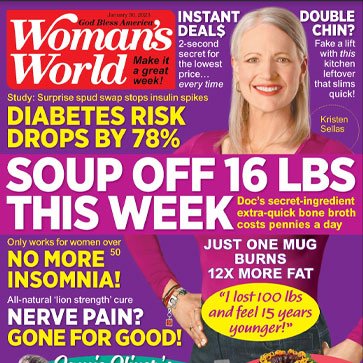 January 30, 2023
God Bless America!
Woman's
World
Make it
a great
week!
INSTANT
DEAL$
2-second
secret for
the lowest
price…
every time
DOUBLE
CHIN?
Fake a lift
with this
kitchen
leftover
that slims
quick!
Kristen
Sellas
Study: Surprise spud swap stops insulin spikes
DIABETES RISK
DROPS BY 78%
SOUP OFF 16 LBS
THIS WEEK
Doc's secret-ingredient
extra-quick bone broth
costs pennies a day
Only works for women over 50
NO MORE
INSOMNIA!
All-natural 'lion strength' cure
NERVE PAIN?
GONE FOR GOOD!
JUST ONE MUG
BURNS
12X MORE FAT
"I lost 100 lbs
and feel 15 years
younger!"